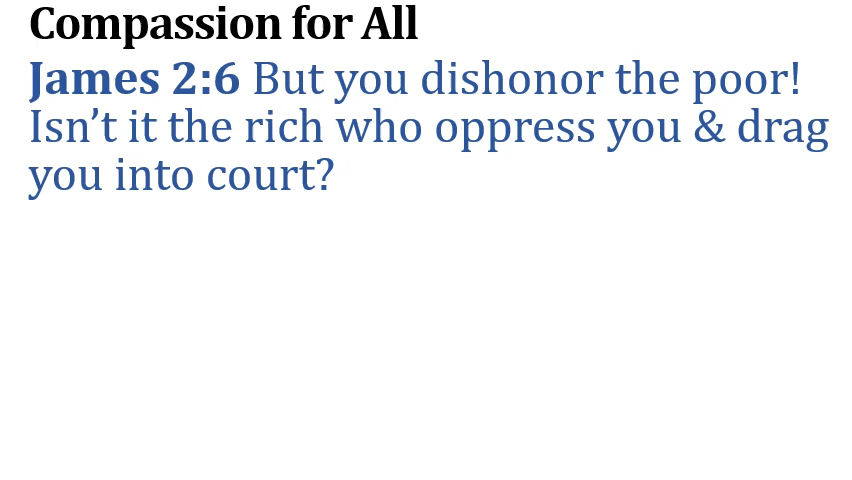 Compassion for All
James 2:6 But you dishonor the poor!
Isn’t it the rich who oppress you & drag
you into court?